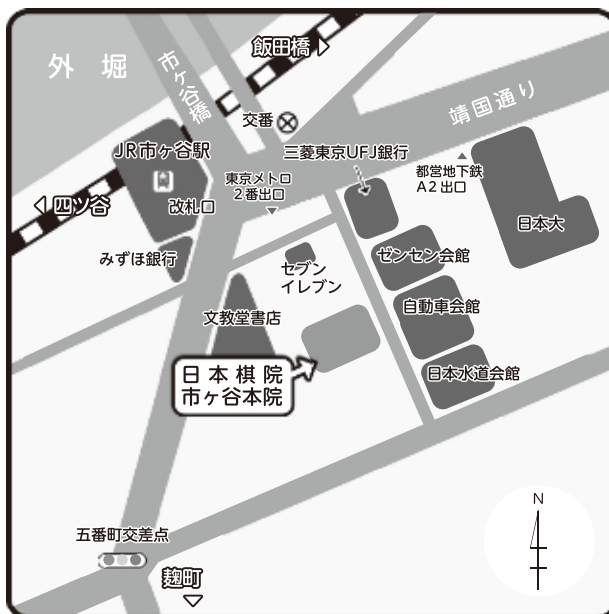 外 堀
市ヶ谷橋
飯田橋
交番
靖国通り
JR市ヶ谷駅
三菱東京UFJ銀行
東京メトロ
2番出口
都営地下鉄
A2出口
四ツ谷
改札口
日本大
みずほ銀行
セブン
イレブン
ゼンセン会館
文教堂書店
自動車会館
日本棋院
市ヶ谷本院
日本水道会館
N
五番町交差点
麹町